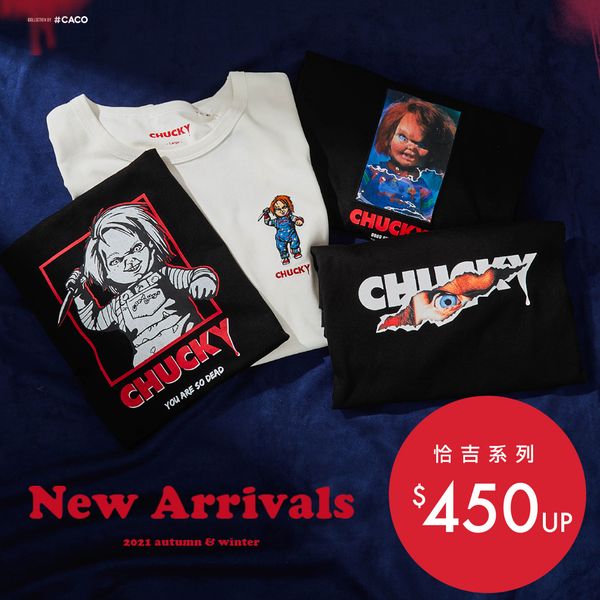 COLLECTION BY #CACO
CHUCKY
- Large -
CHUCKY
CHUCKY
CHUCKY
CHUCKY
YOU ARE SO DEAD
恰吉系列
$450UP
New Arrivals
2021 autumn & winter